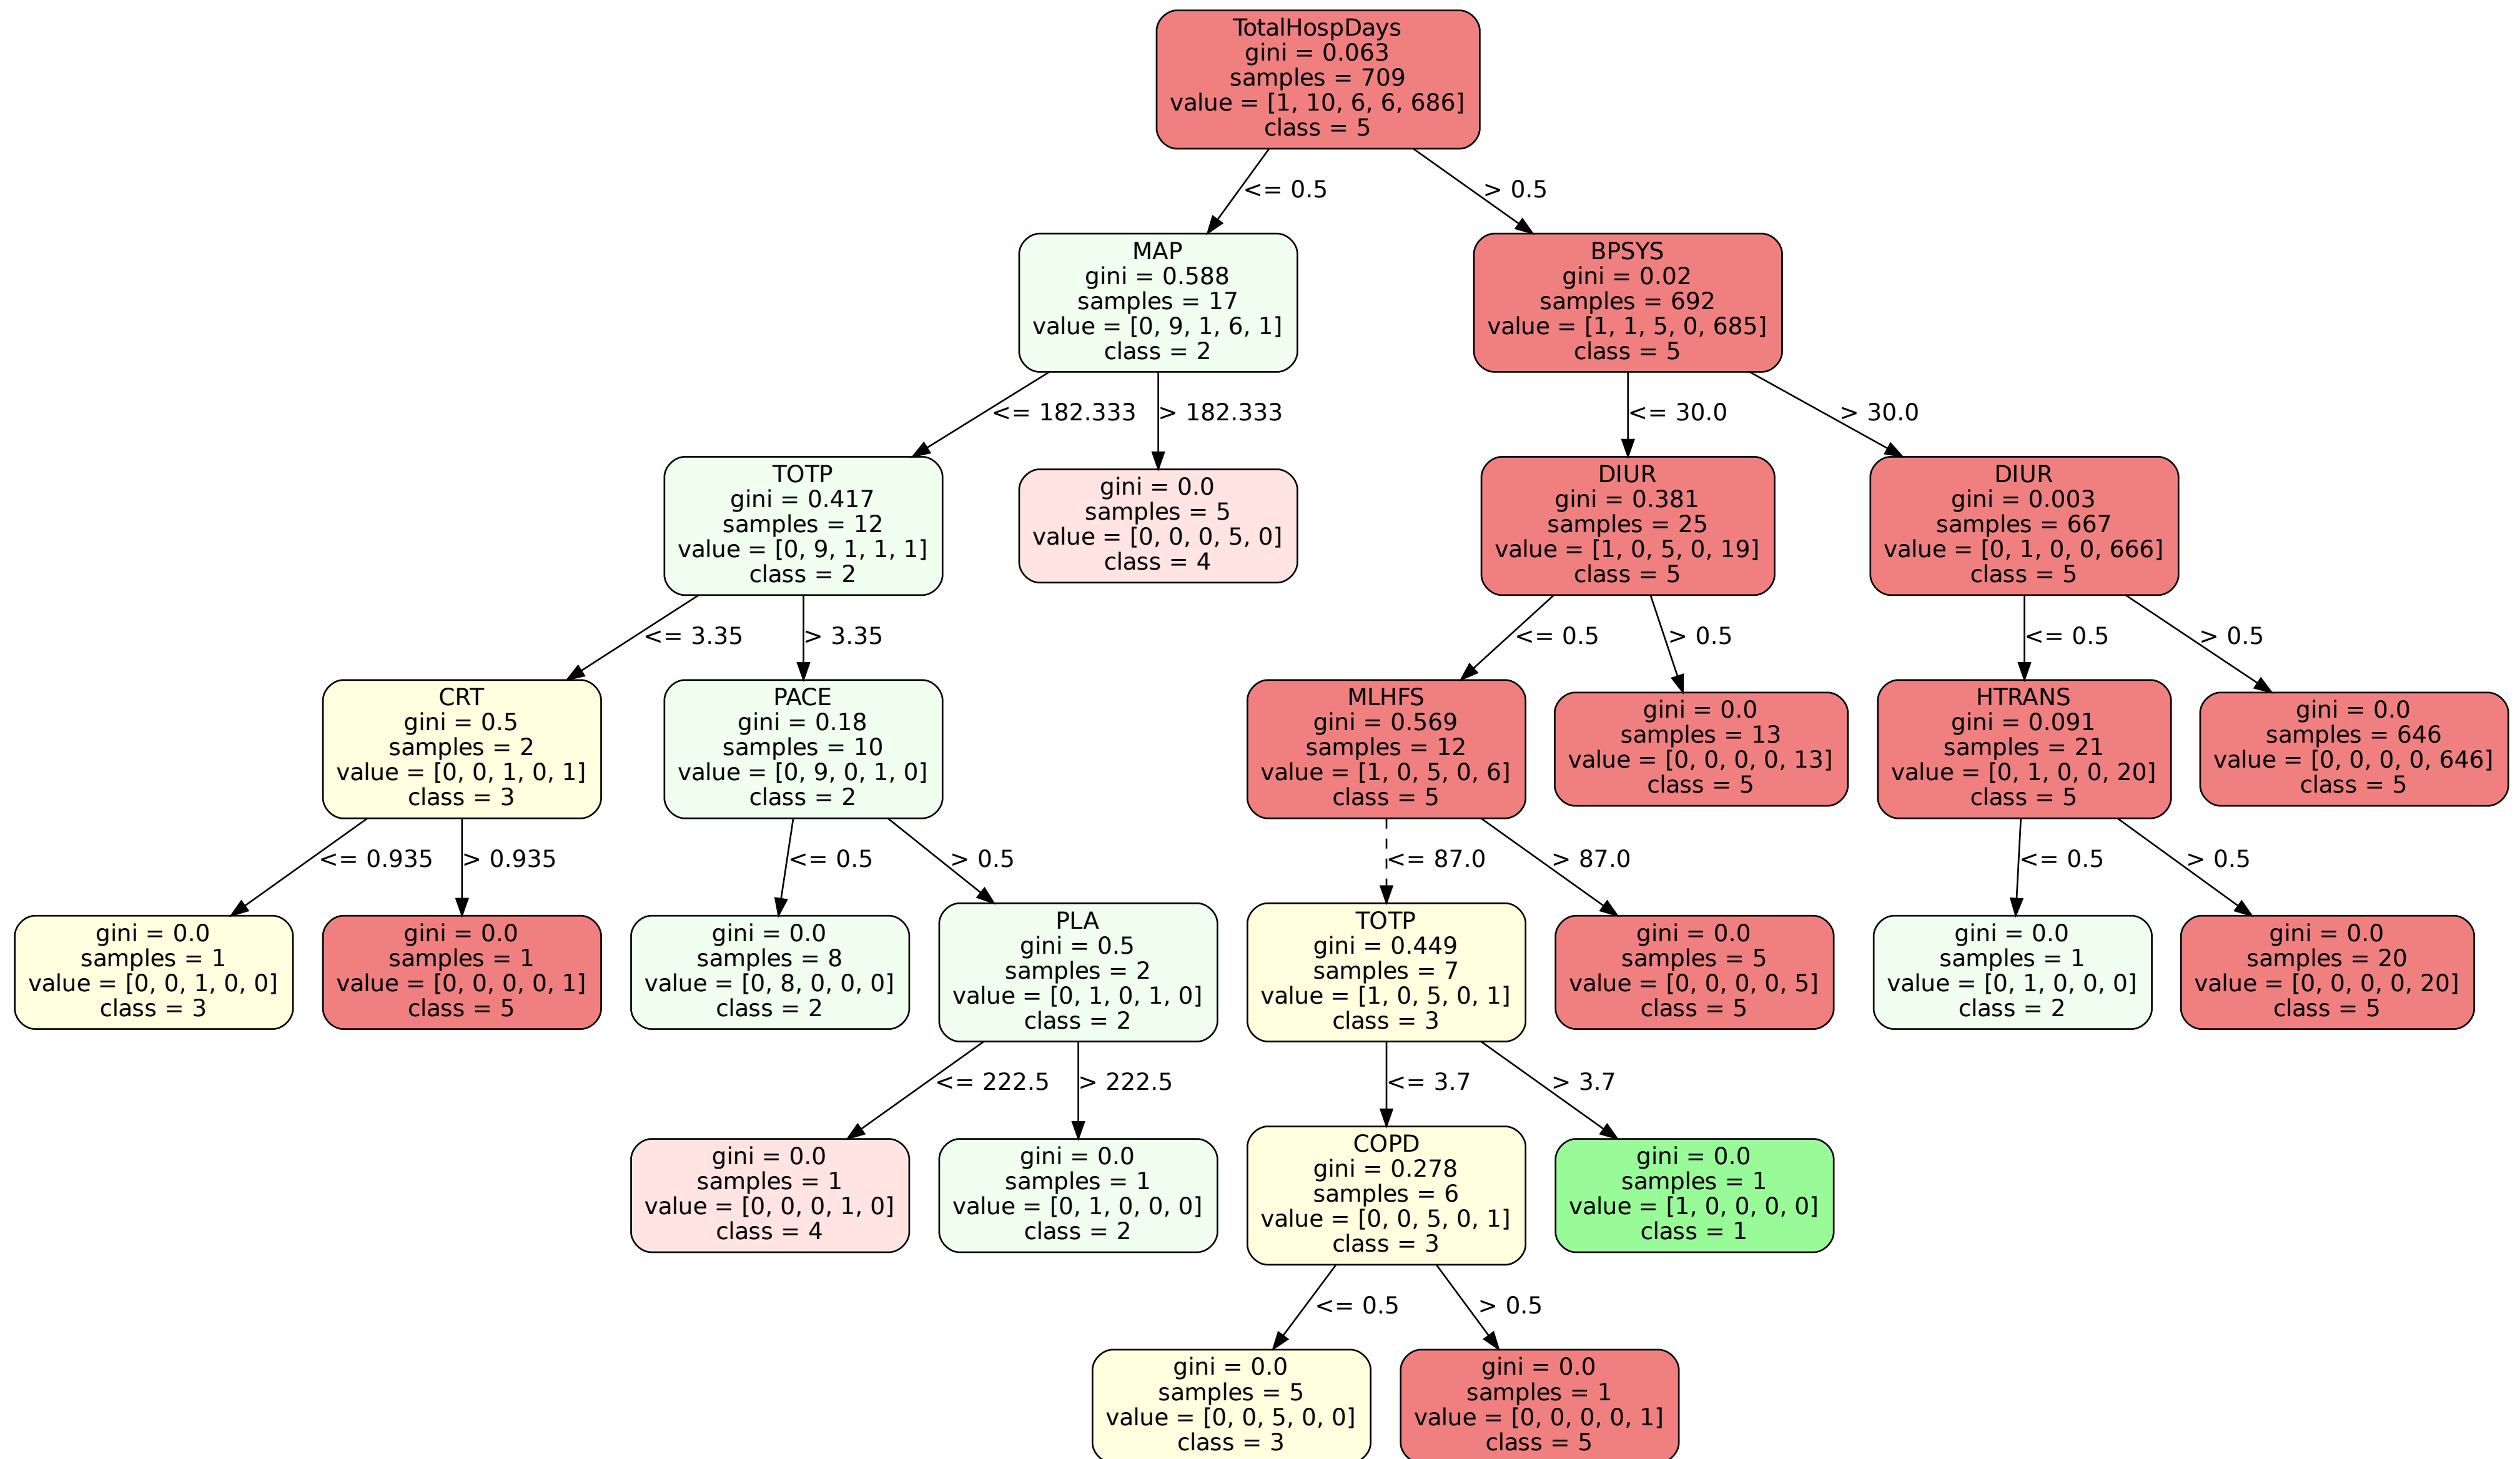 TotalHospDays
gini = 0.063
samples = 709
value = [1, 10, 6, 6, 686]
class = 5
<= 0.5
> 0.5
MAP
gini = 0.588
samples = 17
value = [0, 9, 1, 6, 1]
class = 2
BPSYS
gini = 0.02
samples = 692
value = [1, 1, 5, 0, 685]
class = 5
<= 182.333
> 182.333
<= 30.0
> 30.0
TOTP
gini = 0.417
samples = 12
value = [0, 9, 1, 1, 1]
class = 2
gini = 0.0
samples = 5
value = [0, 0, 0, 5, 0]
class = 4
DIUR
gini = 0.381
samples = 25
value = [1, 0, 5, 0, 19]
class = 5
DIUR
gini = 0.003
samples = 667
value = [0, 1, 0, 0, 666]
class = 5
<= 3.35
> 3.35
<= 0.5
> 0.5
<= 0.5
> 0.5
CRT
gini = 0.5
samples = 2
value = [0, 0, 1, 0, 1]
class = 3
PACE
gini = 0.18
samples = 10
value = [0, 9, 0, 1, 0]
class = 2
MLHFS
gini = 0.569
samples = 12
value = [1, 0, 5, 0, 6]
class = 5
gini = 0.0
samples = 13
value = [0, 0, 0, 0, 13]
class = 5
HTRANS
gini = 0.091
samples = 21
value = [0, 1, 0, 0, 20]
class = 5
gini = 0.0
samples = 646
value = [0, 0, 0, 0, 646]
class = 5
<= 0.935
> 0.935
<= 0.5
> 0.5
<= 87.0
> 87.0
<= 0.5
> 0.5
gini = 0.0
samples = 1
value = [0, 0, 1, 0, 0]
class = 3
gini = 0.0
samples = 1
value = [0, 0, 0, 0, 1]
class = 5
gini = 0.0
samples = 8
value = [0, 8, 0, 0, 0]
class = 2
PLA
gini = 0.5
samples = 2
value = [0, 1, 0, 1, 0]
class = 2
TOTP
gini = 0.449
samples = 7
value = [1, 0, 5, 0, 1]
class = 3
gini = 0.0
samples = 5
value = [0, 0, 0, 0, 5]
class = 5
gini = 0.0
samples = 1
value = [0, 1, 0, 0, 0]
class = 2
gini = 0.0
samples = 20
value = [0, 0, 0, 0, 20]
class = 5
<= 222.5
> 222.5
<= 3.7
> 3.7
gini = 0.0
samples = 1
value = [0, 0, 0, 1, 0]
class = 4
gini = 0.0
samples = 1
value = [0, 1, 0, 0, 0]
class = 2
COPD
gini = 0.278
samples = 6
value = [0, 0, 5, 0, 1]
class = 3
gini = 0.0
samples = 1
value = [1, 0, 0, 0, 0]
class = 1
<= 0.5
> 0.5
gini = 0.0
samples = 5
value = [0, 0, 5, 0, 0]
class = 3
gini = 0.0
samples = 1
value = [0, 0, 0, 0, 1]
class = 5